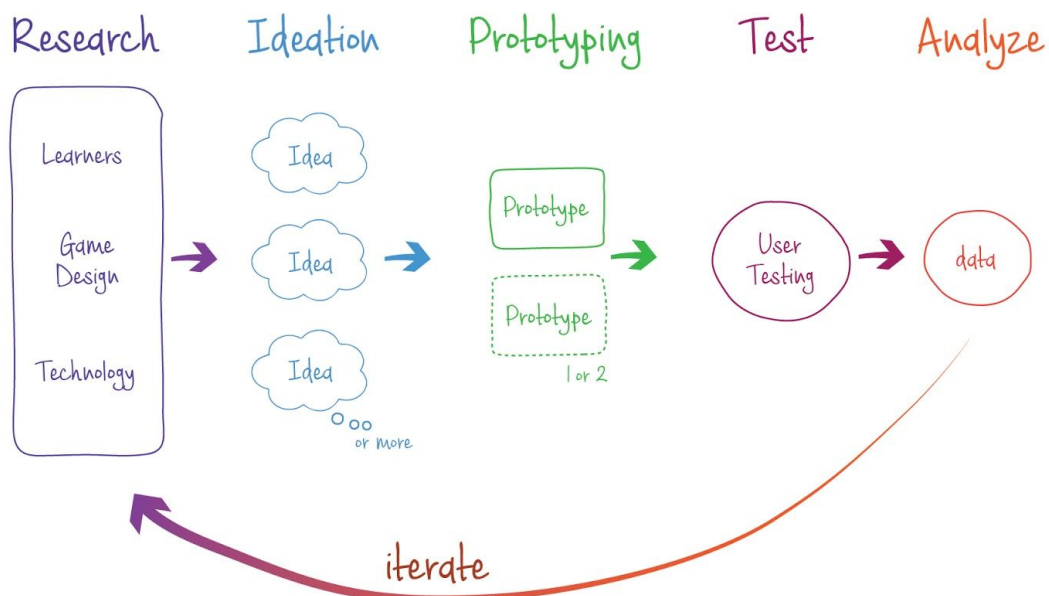 Research
Ideation
Prototyping
Test
Analyze
Learners
Game
Design
Technology
Idea
Idea
Idea
or more
Prototype
Prototype
1 or 2
User
Testing
data
iterate